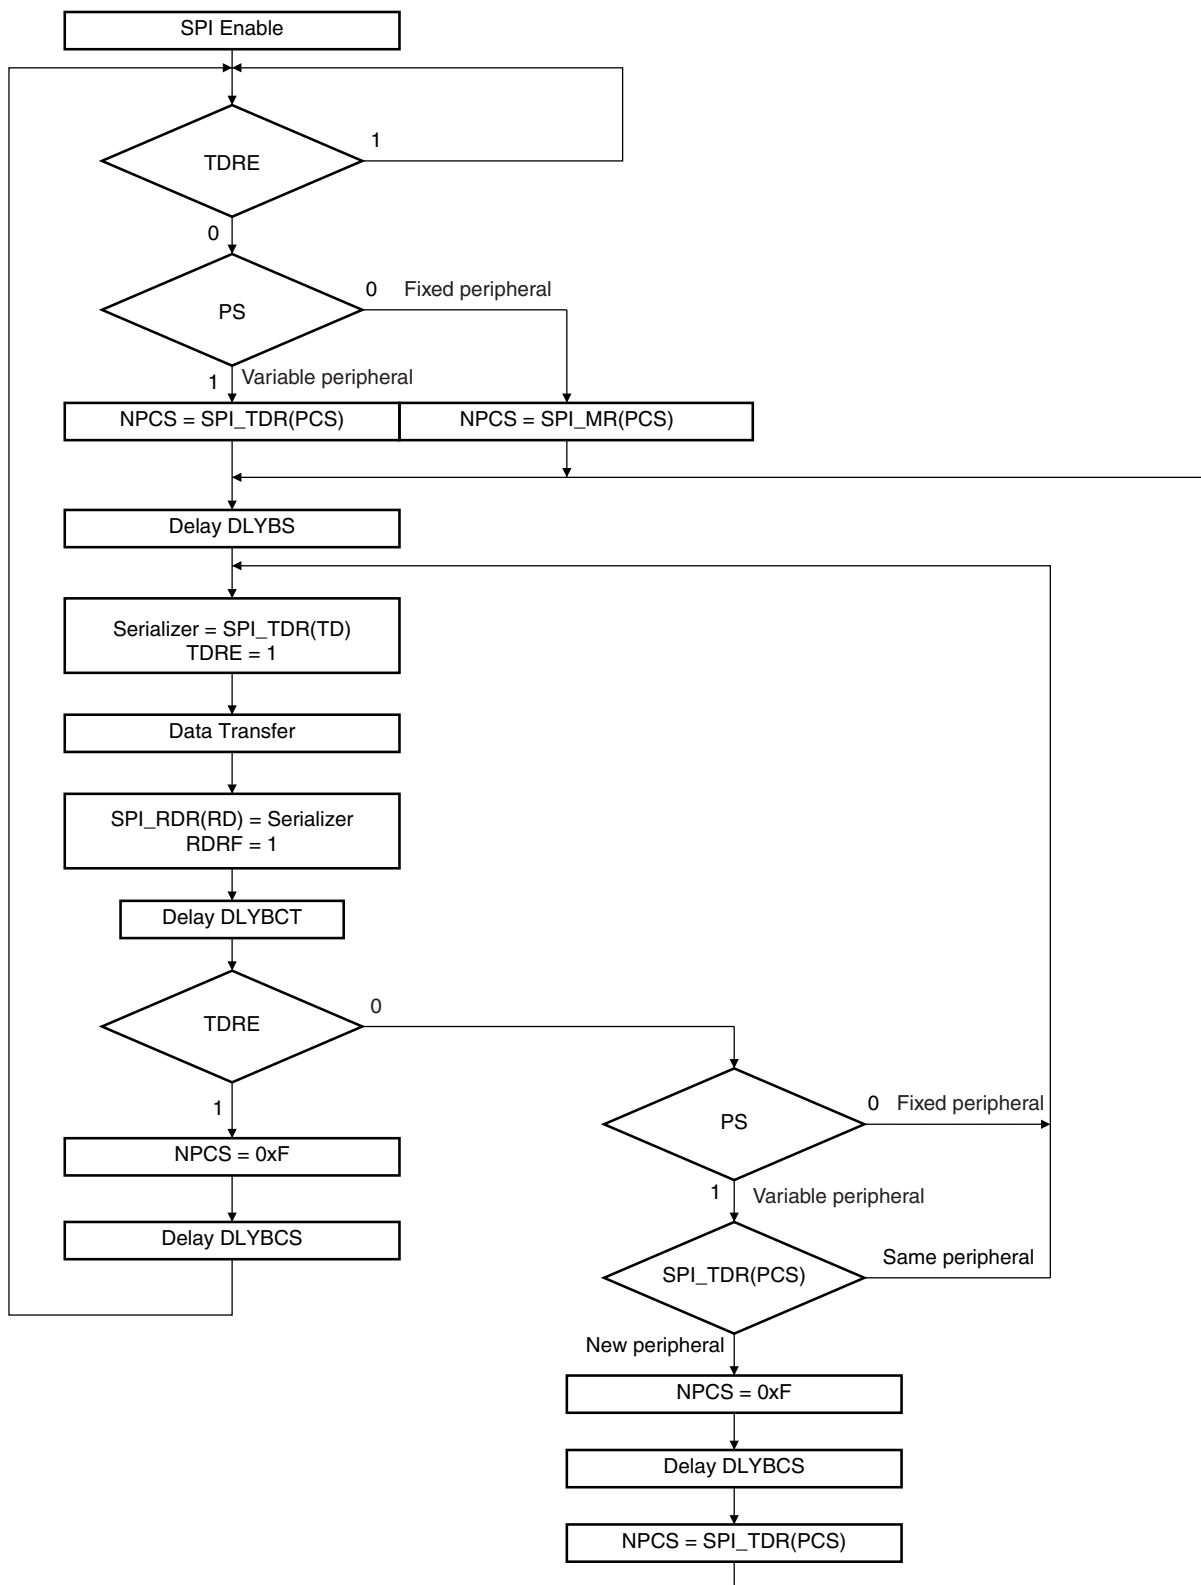 SPI Enable
TDRE
1
0
PS
0 Fixed peripheral
1 Variable peripheral
NPCS = SPI_TDR(PCS)
NPCS = SPI_MR(PCS)
Delay DLYBS
Serializer = SPI_TDR(TD)
TDRE = 1
Data Transfer
SPI_RDR(RD) = Serializer
RDRF = 1
Delay DLYBCT
TDRE
0
1
NPCS = 0xF
Delay DLYBCS
PS
0 Fixed peripheral
1 Variable peripheral
SPI_TDR(PCS)
Same peripheral
New peripheral
NPCS = 0xF
Delay DLYBCS
NPCS = SPI_TDR(PCS)